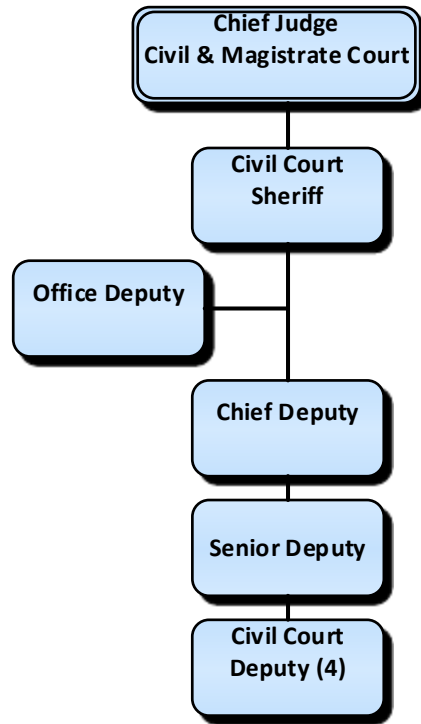 Chief Judge
Civil & Magistrate Court
Civil Court
Sheriff
Office Deputy
Chief Deputy
Senior Deputy
Civil Court
Deputy (4)